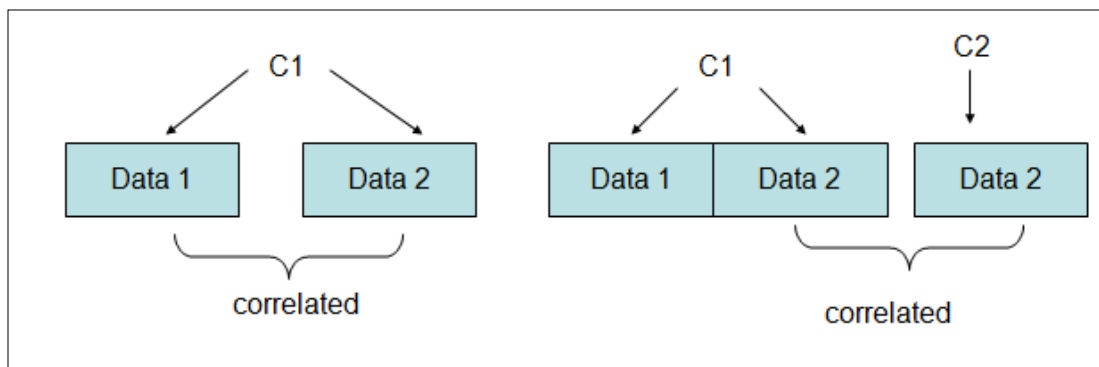 C1
Data 1
Data 2
correlated
C1
C2
Data 1
Data 2
Data 2
correlated